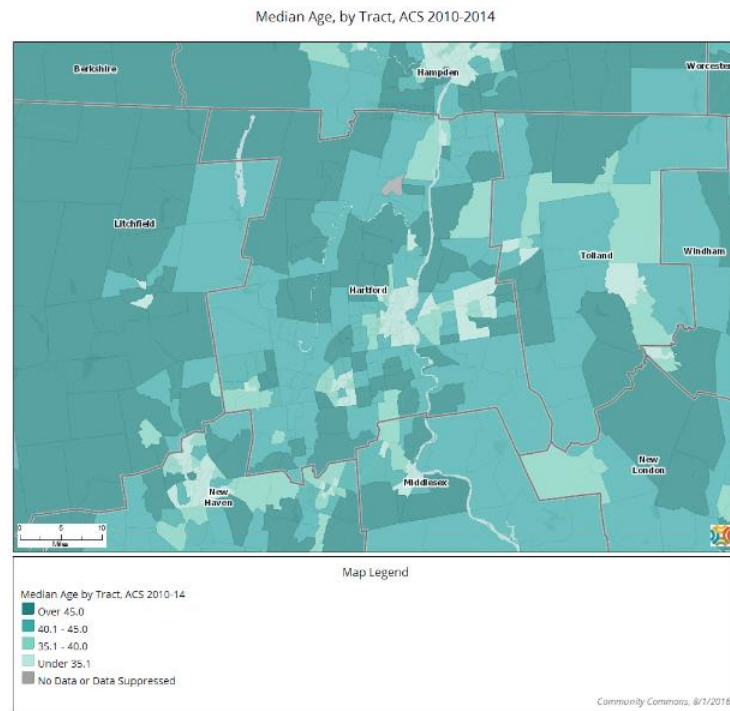 Median Age, by Tract, ACS 2010-2014
Berkshire
Hampden
Worcester
Litchfield
Tolland
Windham
Hartford
New London
Middlesex
New Haven
0 5 10
Miles
Map Legend
Median Age by Tract, ACS 2010-14
Over 45.0
40.1 - 45.0
35.1 - 40.0
Under 35.1
No Data or Data Suppressed
Community Commons, 8/1/2016